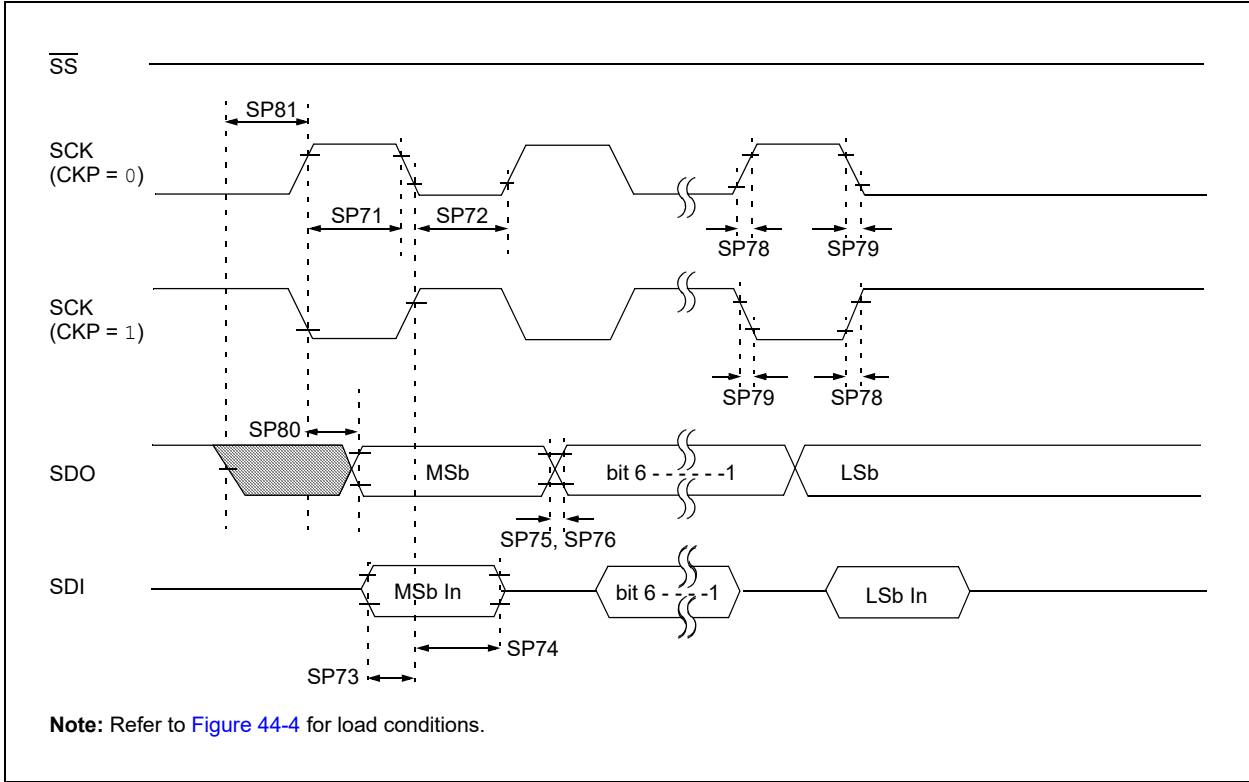 SS
SP81
SCK
(CKP = 0)
SP71
SP72
SP78
SP79
SCK
(CKP = 1)
SP79
SP78
SP80
SDO
MSb
bit 6 - - - - - -1
LSb
SP75, SP76
SDI
MSb In
bit 6 - - - - -1
LSb In
SP74
SP73
Note: Refer to Figure 44-4 for load conditions.